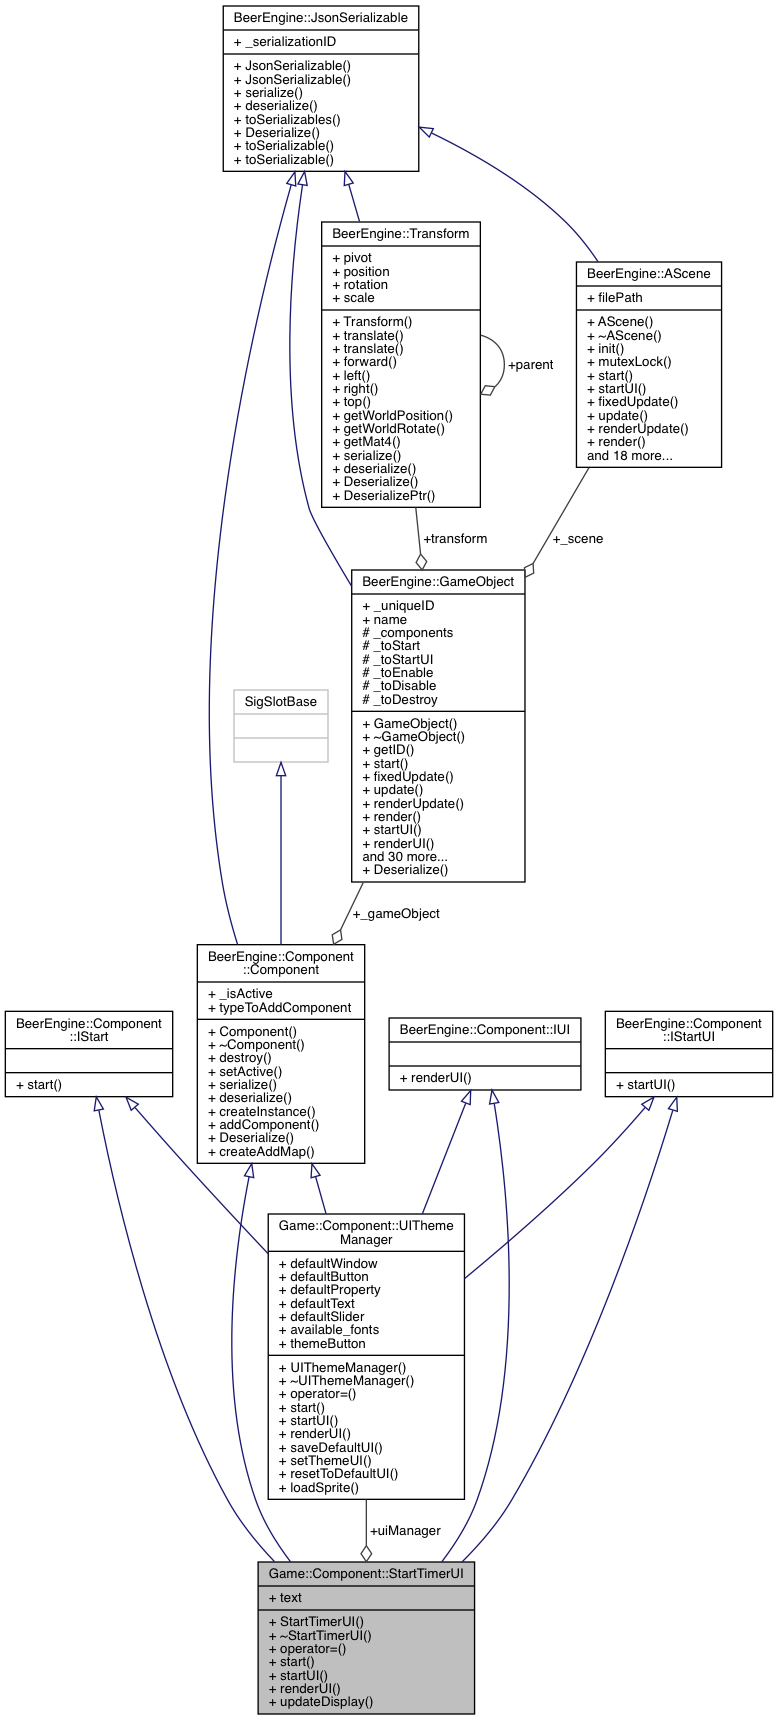 BeerEngine::JsonSerializable
+ _serializationID
+ JsonSerializable()
+ JsonSerializable()
+ serialize()
+ deserialize()
+ toSerializables()
+ Deserialize()
+ toSerializable()
+ toSerializable()
BeerEngine::Transform
+ pivot
+ position
+ rotation
+ scale
+ Transform()
+ translate()
+ translate()
+ forward()
+ left()
+ right()
+ top()
+ getWorldPosition()
+ getWorldRotate()
+ getMat4()
+ serialize()
+ deserialize()
+ Deserialize()
+ DeserializePtr()
+parent
BeerEngine::AScene
+ filePath
+ AScene()
+ ~AScene()
+ init()
+ mutexLock()
+ start()
+ startUI()
+ fixedUpdate()
+ update()
+ renderUpdate()
+ render()
and 18 more...
+transform
+_scene
BeerEngine::GameObject
+ _uniqueID
+ name
# _components
# _toStart
# _toStartUI
# _toEnable
# _toDisable
# _toDestroy
+ GameObject()
+ ~GameObject()
+ getID()
+ start()
+ fixedUpdate()
+ update()
+ renderUpdate()
+ render()
+ startUI()
+ renderUI()
and 30 more...
+ Deserialize()
SigSlotBase
+_gameObject
BeerEngine::Component
::Component
+ _isActive
+ typeToAddComponent
+ Component()
+ ~Component()
+ destroy()
+ setActive()
+ serialize()
+ deserialize()
+ createInstance()
+ addComponent()
+ Deserialize()
+ createAddMap()
BeerEngine::Component
::IStart
+ start()
BeerEngine::Component::IUI
+ renderUI()
BeerEngine::Component
::IStartUI
+ startUI()
Game::Component::UITheme
Manager
+ defaultWindow
+ defaultButton
+ defaultProperty
+ defaultText
+ defaultSlider
+ available_fonts
+ themeButton
+ UIThemeManager()
+ ~UIThemeManager()
+ operator=()
+ start()
+ startUI()
+ renderUI()
+ saveDefaultUI()
+ setThemeUI()
+ resetToDefaultUI()
+ loadSprite()
+uiManager
Game::Component::StartTimerUI
+ text
+ StartTimerUI()
+ ~StartTimerUI()
+ operator=()
+ start()
+ startUI()
+ renderUI()
+ updateDisplay()